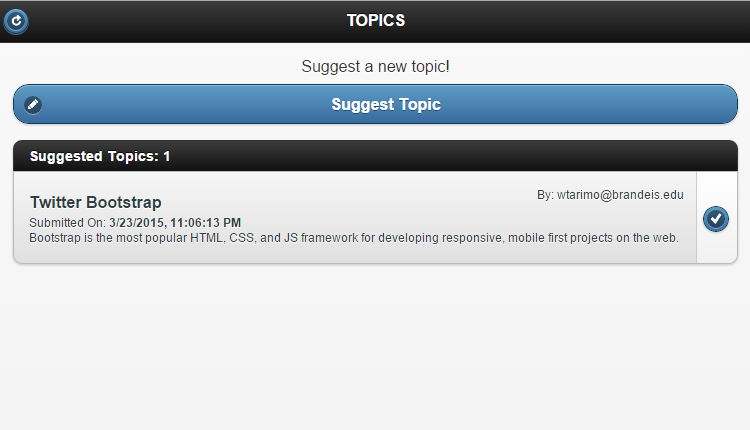 TOPICS
Suggest a new topic!
Suggest Topic
Suggested Topics: 1
Twitter Bootstrap
By: wtarimo@brandeis.edu
Submitted On: 3/23/2015, 11:06:13 PM
Bootstrap is the most popular HTML, CSS, and JS framework for developing responsive, mobile first projects on the web.